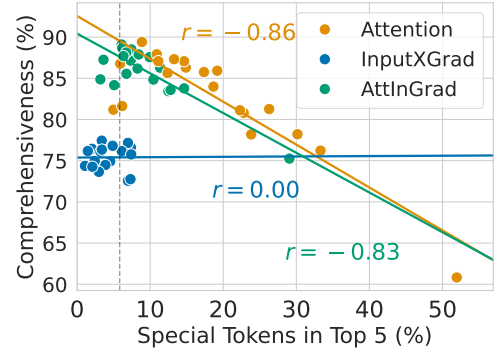 Comprehensiveness (%)
90
85
80
75
70
65
60
r = −0.86
Attention
InputXGrad
AttInGrad
r = 0.00
r = −0.83
0 10 20 30 40 50
Special Tokens in Top 5 (%)